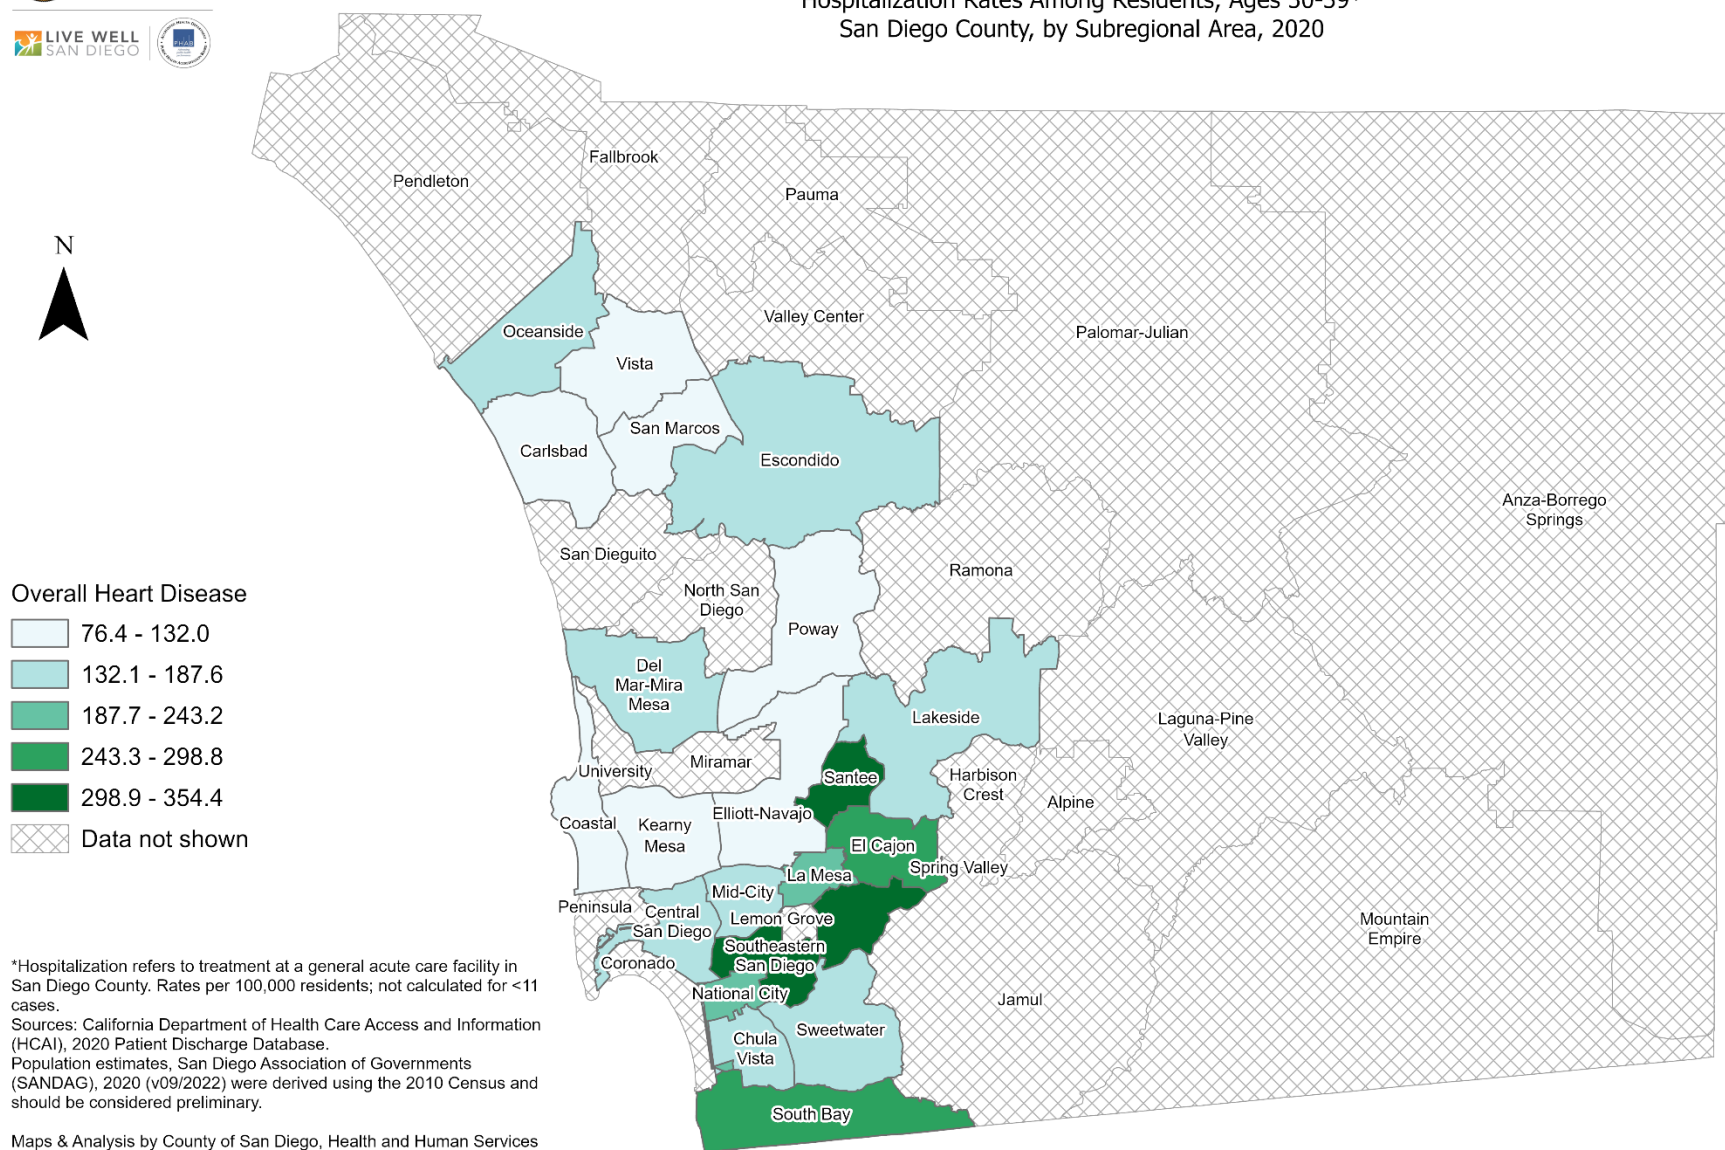 Hospitalization Rates Among Residents, Ages 30-39*
San Diego County, by Subregional Area, 2020
LIVE WELL
SAN DIEGO
PHAB
N
Fallbrook
Pendleton
Pauma
Oceanside
Valley Center
Palomar-Julian
Vista
San Marcos
Carlsbad
Escondido
Anza-Borrego
Springs
San Dieguito
Ramona
North San
Diego
Poway
Del
Mar-Mira
Mesa
Lakeside
Laguna-Pine
Valley
University
Miramar
Santee
Harbison
Crest
Alpine
Coastal
Kearny
Mesa
Elliott-Navajo
El Cajon
Spring Valley
La Mesa
Mid-City
Peninsula
Central
San Diego
Lemon Grove
Mountain
Empire
Southeastern
San Diego
Coronado
National City
Jamul
Chula
Vista
Sweetwater
South Bay
Overall Heart Disease
76.4 - 132.0
132.1 - 187.6
187.7 - 243.2
243.3 - 298.8
298.9 - 354.4
Data not shown
*Hospitalization refers to treatment at a general acute care facility in
San Diego County. Rates per 100,000 residents; not calculated for <11
cases.
Sources: California Department of Health Care Access and Information
(HCAI), 2020 Patient Discharge Database.
Population estimates, San Diego Association of Governments
(SANDAG), 2020 (v09/2022) were derived using the 2010 Census and
should be considered preliminary.
Maps & Analysis by County of San Diego, Health and Human Services